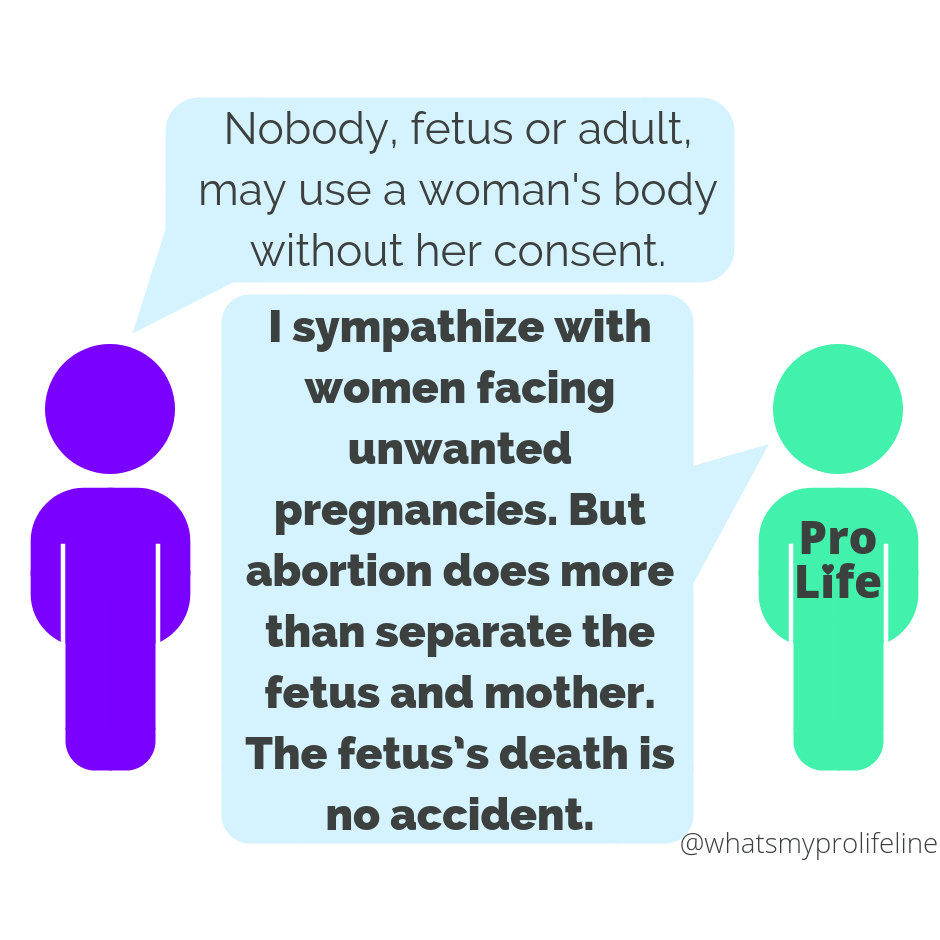 Nobody, fetus or adult,
may use a woman's body
without her consent.
I sympathize with
women facing
unwanted
pregnancies. But
abortion does more
than separate the
fetus and mother.
The fetus’s death is
no accident.
Pro
Life
@whatsmyprolifeline